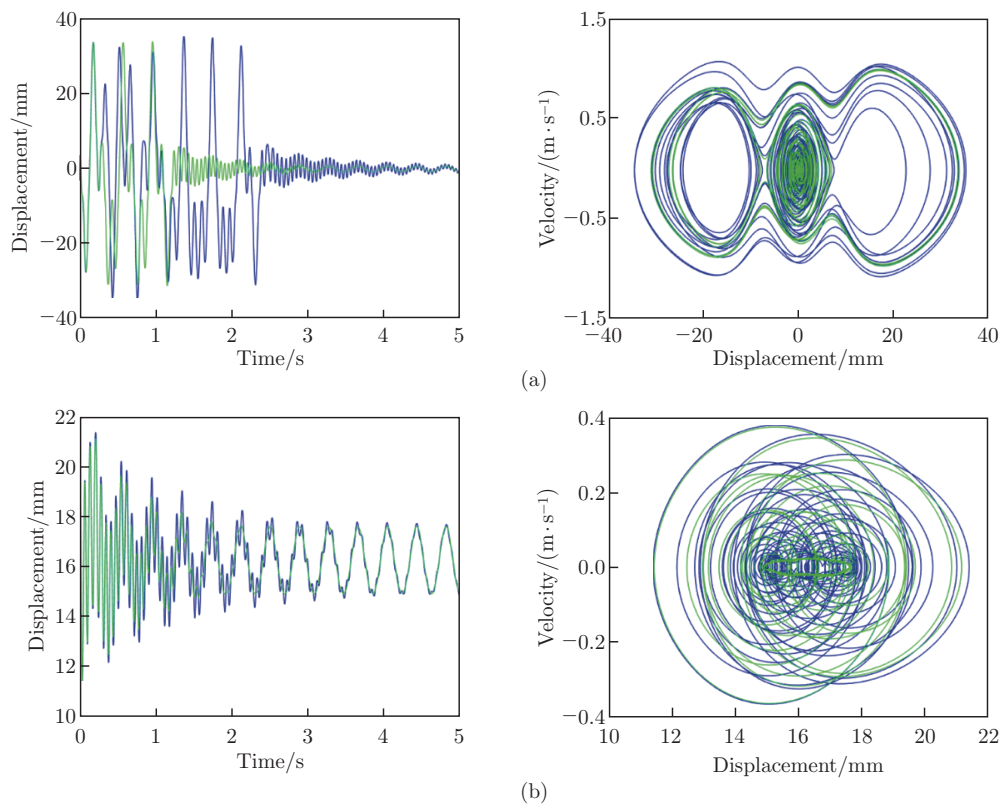 40
20
0
−20
−40
Displacement/mm
0 1 2 3 4 5
Time/s
1.5
0.5
−0.5
−1.5
Velocity/(m·s⁻¹)
−40 −20 0 20 40
Displacement/mm
(a)
22
20
18
16
14
12
10
Displacement/mm
0 1 2 3 4 5
Time/s
0.4
0.2
0.0
−0.2
−0.4
Velocity/(m·s⁻¹)
10 12 14 16 18 20 22
Displacement/mm
(b)